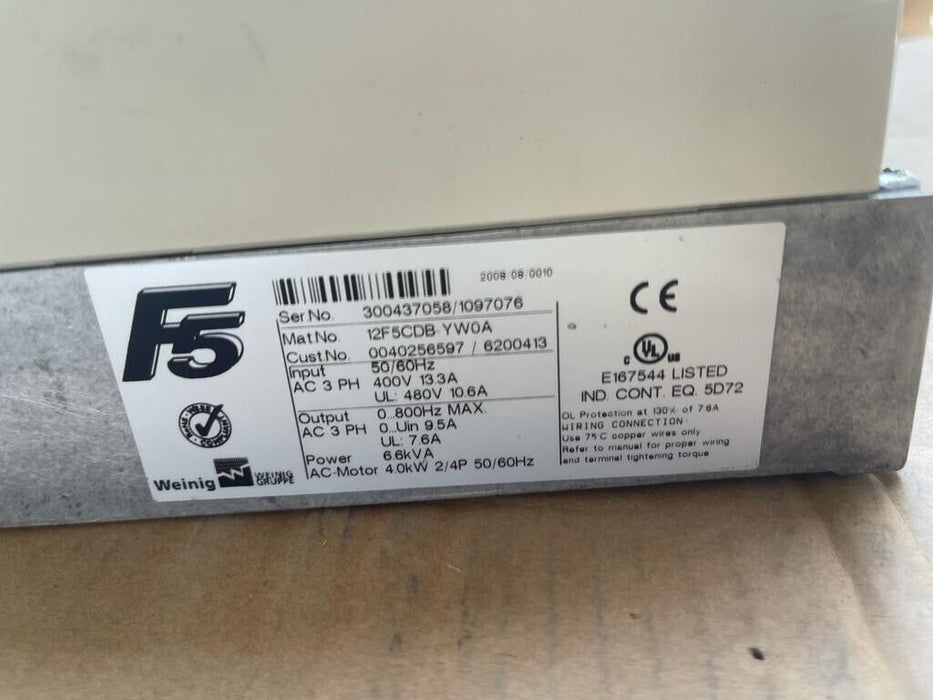 F5
2008/08/0010
Ser.No. 300437058/1097076
Mat.No. 12F5CDB-YW0A
Cust.No. 0040256597 / 6200413
Input 50/60Hz
AC 3 PH 400V 13.3A
UL: 480V 10.6A
Output 0...800Hz MAX.
AC 3 PH 0...Uin 9.5A
UL: 7.6A
Power 6.6kVA
AC-Motor 4.0kW 2/4P 50/60Hz
Weinig
WEINIG
GRUPPE
CE
c UL us
E167544 LISTED
IND. CONT. EQ. 5D72
OL Protection at 130% of 7.6A
WIRING CONNECTION:
Use 75°C copper wires only
Refer to manual for proper wiring
and terminal tightening torque